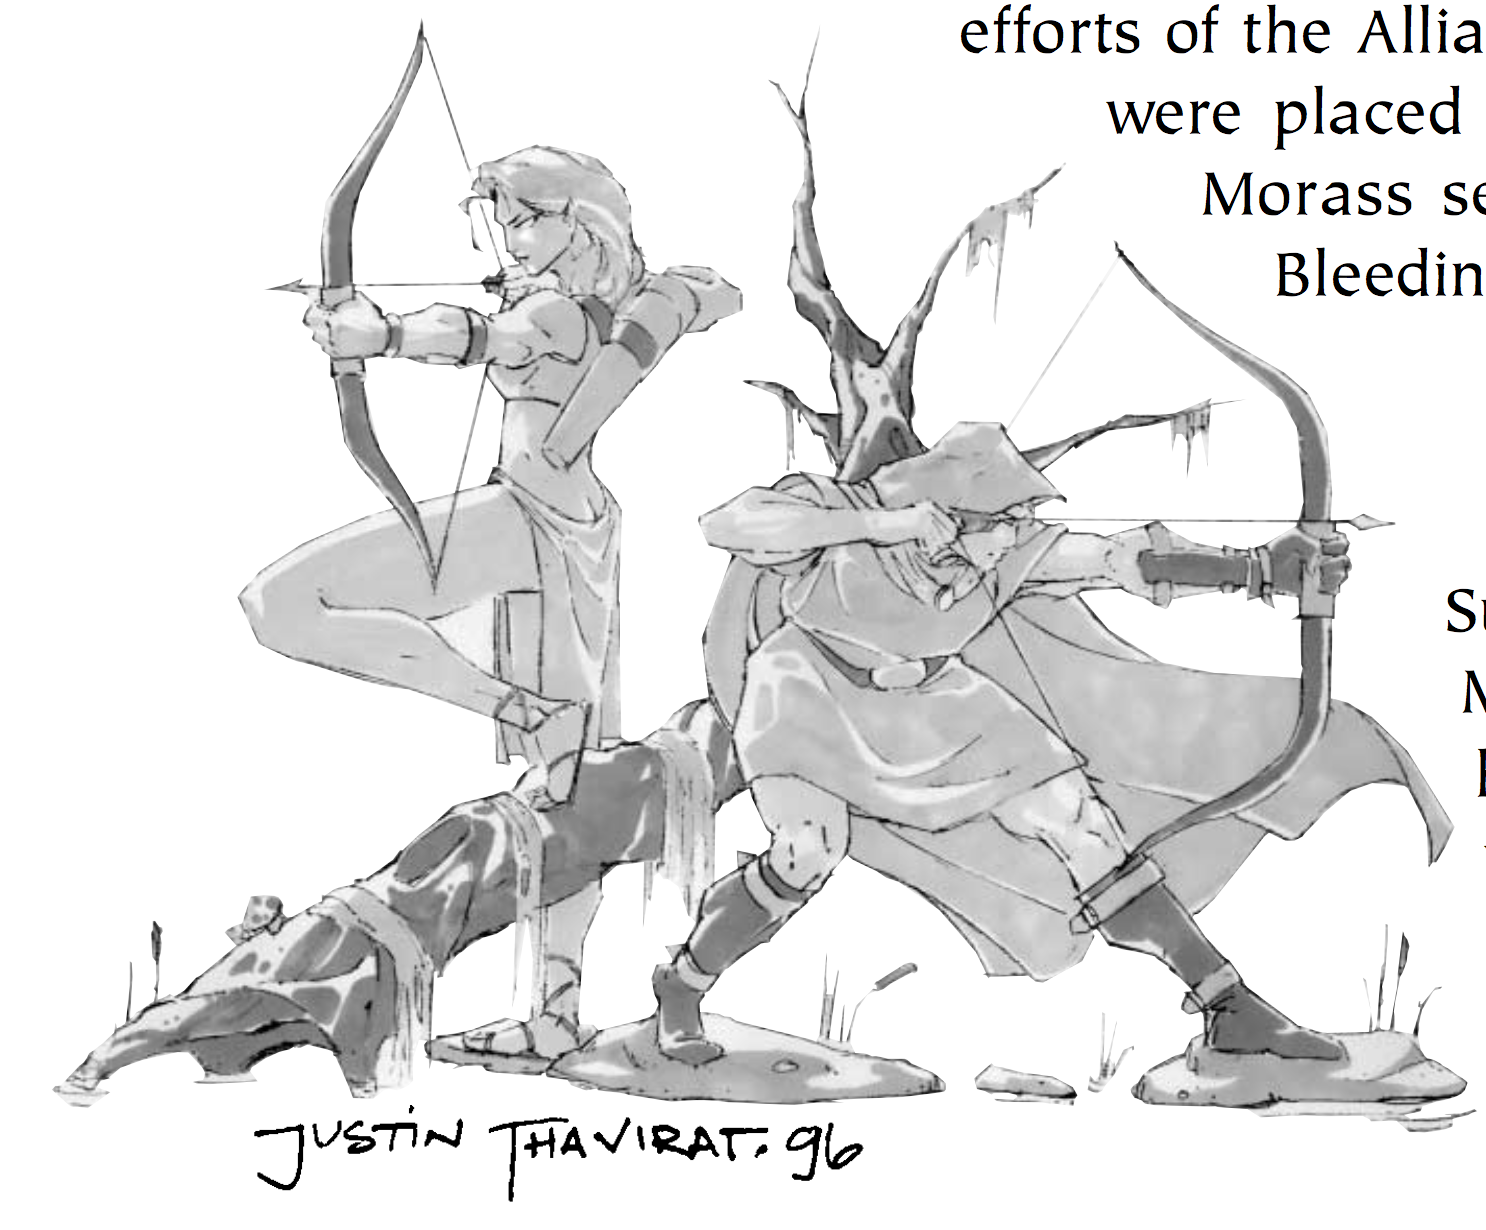 efforts of the Allia
were placed
Morass se
Bleedin
JUSTIN THAVIRAT. 96